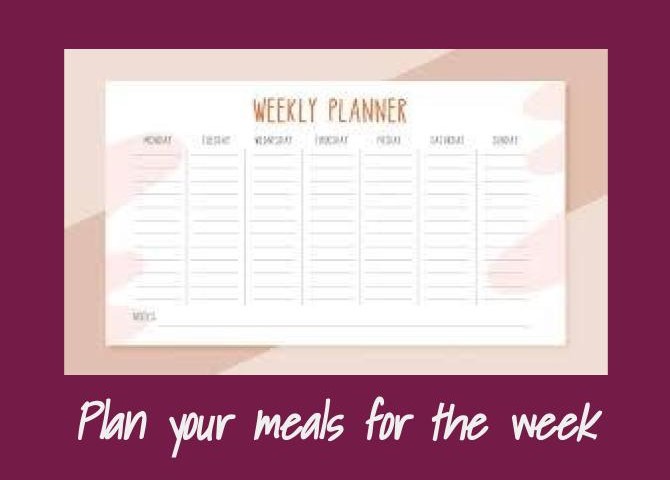 WEEKLY PLANNER
MONDAY TUESDAY WEDNESDAY THURSDAY FRIDAY SATURDAY SUNDAY
NOTES
Plan your meals for the week